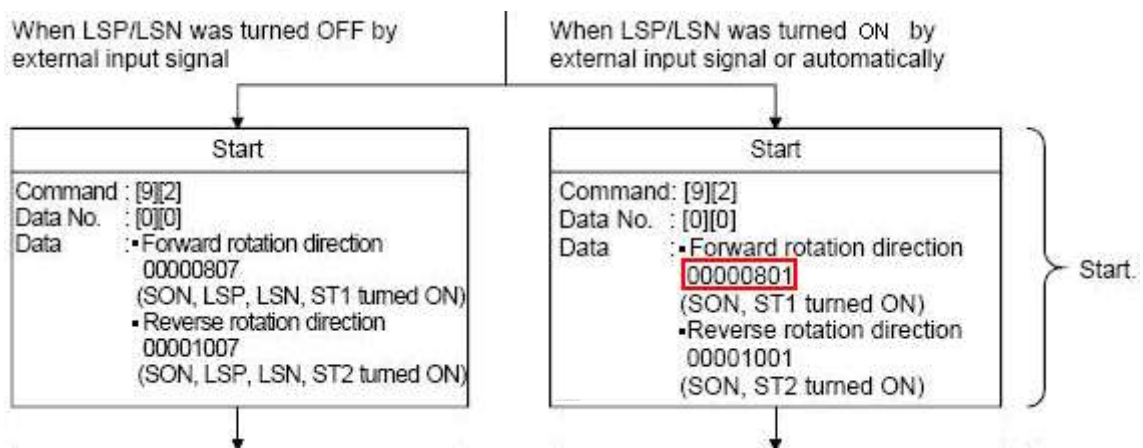 When LSP/LSN was turned OFF by
external input signal
When LSP/LSN was turned ON by
external input signal or automatically
Start
Command : [9][2]
Data No. : [0][0]
Data : ▪Forward rotation direction
00000807
(SON, LSP, LSN, ST1 turned ON)
▪Reverse rotation direction
00001007
(SON, LSP, LSN, ST2 turned ON)
Start
Command: [9][2]
Data No. : [0][0]
Data : ▪Forward rotation direction
00000801
(SON, ST1 turned ON)
▪Reverse rotation direction
00001001
(SON, ST2 turned ON)
Start.